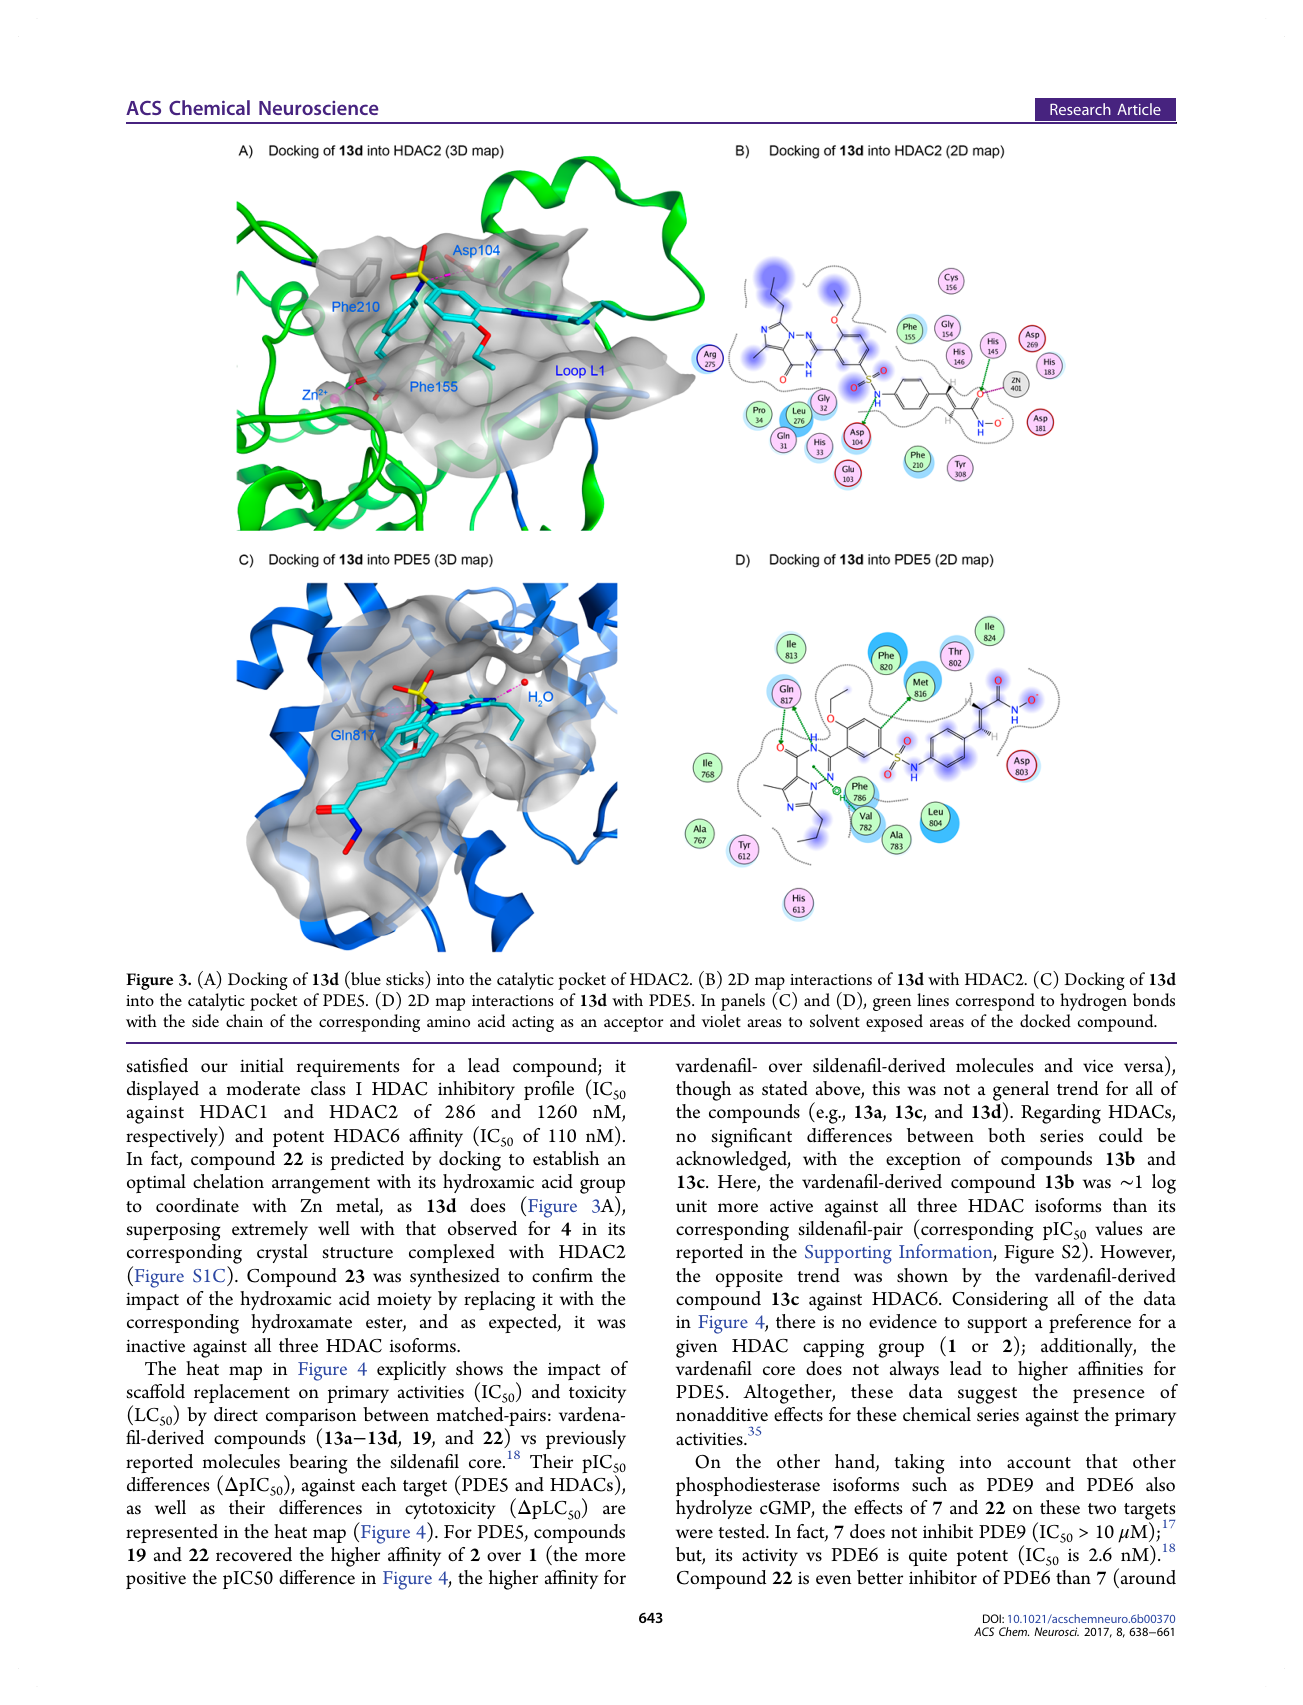 ACS Chemical Neuroscience
Research Article
A) Docking of 13d into HDAC2 (3D map)
B) Docking of 13d into HDAC2 (2D map)
Asp104
Phe210
Phe155
Zn2+
Loop L1
Cys
156
Phe
155
Gly
154
His
146
His
145
Asp
269
His
183
ZN
401
Asp
181
Arg
275
Pro
34
Leu
276
Gly
32
Gln
31
His
33
Asp
104
Glu
103
Phe
210
Tyr
308
N
N
N
N
O
NH
O
O
S
O
N
H
H
H
O
N
H
O-
C) Docking of 13d into PDE5 (3D map)
D) Docking of 13d into PDE5 (2D map)
H2O
Gln817
Ile
813
Phe
820
Thr
802
Ile
824
Gln
817
Met
816
Ile
768
Asp
803
Phe
786
Val
782
Ala
783
Leu
804
Ala
767
Tyr
612
His
613
O
O
H
N
N
N
N
H
O
S
O
N
H
H
H
O
N
H
O-
Figure 3. (A) Docking of 13d (blue sticks) into the catalytic pocket of HDAC2. (B) 2D map interactions of 13d with HDAC2. (C) Docking of 13d
into the catalytic pocket of PDE5. (D) 2D map interactions of 13d with PDE5. In panels (C) and (D), green lines correspond to hydrogen bonds
with the side chain of the corresponding amino acid acting as an acceptor and violet areas to solvent exposed areas of the docked compound.
satisfied our initial requirements for a lead compound; it
displayed a moderate class I HDAC inhibitory profile (IC50
against HDAC1 and HDAC2 of 286 and 1260 nM,
respectively) and potent HDAC6 affinity (IC50 of 110 nM).
In fact, compound 22 is predicted by docking to establish an
optimal chelation arrangement with its hydroxamic acid group
to coordinate with Zn metal, as 13d does (Figure 3A),
superposing extremely well with that observed for 4 in its
corresponding crystal structure complexed with HDAC2
(Figure S1C). Compound 23 was synthesized to confirm the
impact of the hydroxamic acid moiety by replacing it with the
corresponding hydroxamate ester, and as expected, it was
inactive against all three HDAC isoforms.
The heat map in Figure 4 explicitly shows the impact of
scaffold replacement on primary activities (IC50) and toxicity
(LC50) by direct comparison between matched-pairs: vardena-
fil-derived compounds (13a−13d, 19, and 22) vs previously
reported molecules bearing the sildenafil core.18 Their pIC50
differences (ΔpIC50), against each target (PDE5 and HDACs),
as well as their differences in cytotoxicity (ΔpLC50) are
represented in the heat map (Figure 4). For PDE5, compounds
19 and 22 recovered the higher affinity of 2 over 1 (the more
positive the pIC50 difference in Figure 4, the higher affinity for
vardenafil- over sildenafil-derived molecules and vice versa),
though as stated above, this was not a general trend for all of
the compounds (e.g., 13a, 13c, and 13d). Regarding HDACs,
no significant differences between both series could be
acknowledged, with the exception of compounds 13b and
13c. Here, the vardenafil-derived compound 13b was ∼1 log
unit more active against all three HDAC isoforms than its
corresponding sildenafil-pair (corresponding pIC50 values are
reported in the Supporting Information, Figure S2). However,
the opposite trend was shown by the vardenafil-derived
compound 13c against HDAC6. Considering all of the data
in Figure 4, there is no evidence to support a preference for a
given HDAC capping group (1 or 2); additionally, the
vardenafil core does not always lead to higher affinities for
PDE5. Altogether, these data suggest the presence of
nonadditive effects for these chemical series against the primary
activities.35
On the other hand, taking into account that other
phosphodiesterase isoforms such as PDE9 and PDE6 also
hydrolyze cGMP, the effects of 7 and 22 on these two targets
were tested. In fact, 7 does not inhibit PDE9 (IC50 > 10 μM);17
but, its activity vs PDE6 is quite potent (IC50 is 2.6 nM).18
Compound 22 is even better inhibitor of PDE6 than 7 (around
643
DOI: 10.1021/acschemneuro.6b00370
ACS Chem. Neurosci. 2017, 8, 638−661